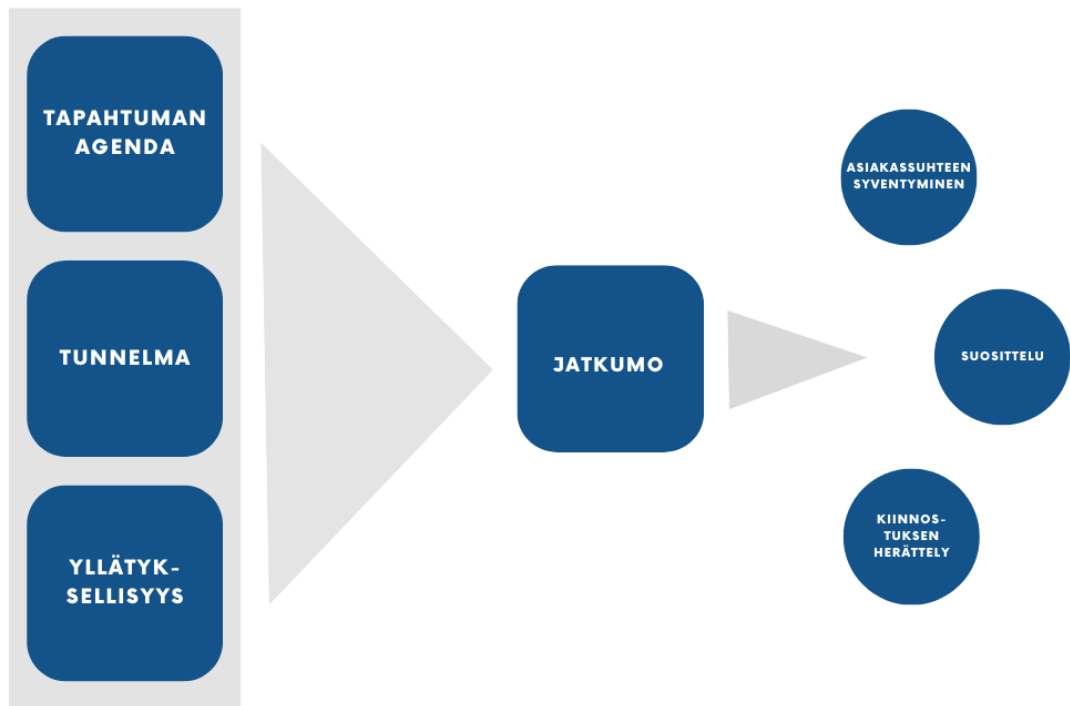 TAPAHTUMAN
AGENDA
TUNNELMA
YLLÄTYK-
SELLISYYS
JATKUMO
ASIAKASSUHTEEN
SYVENTYMINEN
SUOSITTELU
KIINNOS-
TUKSEN
HERÄTTELY